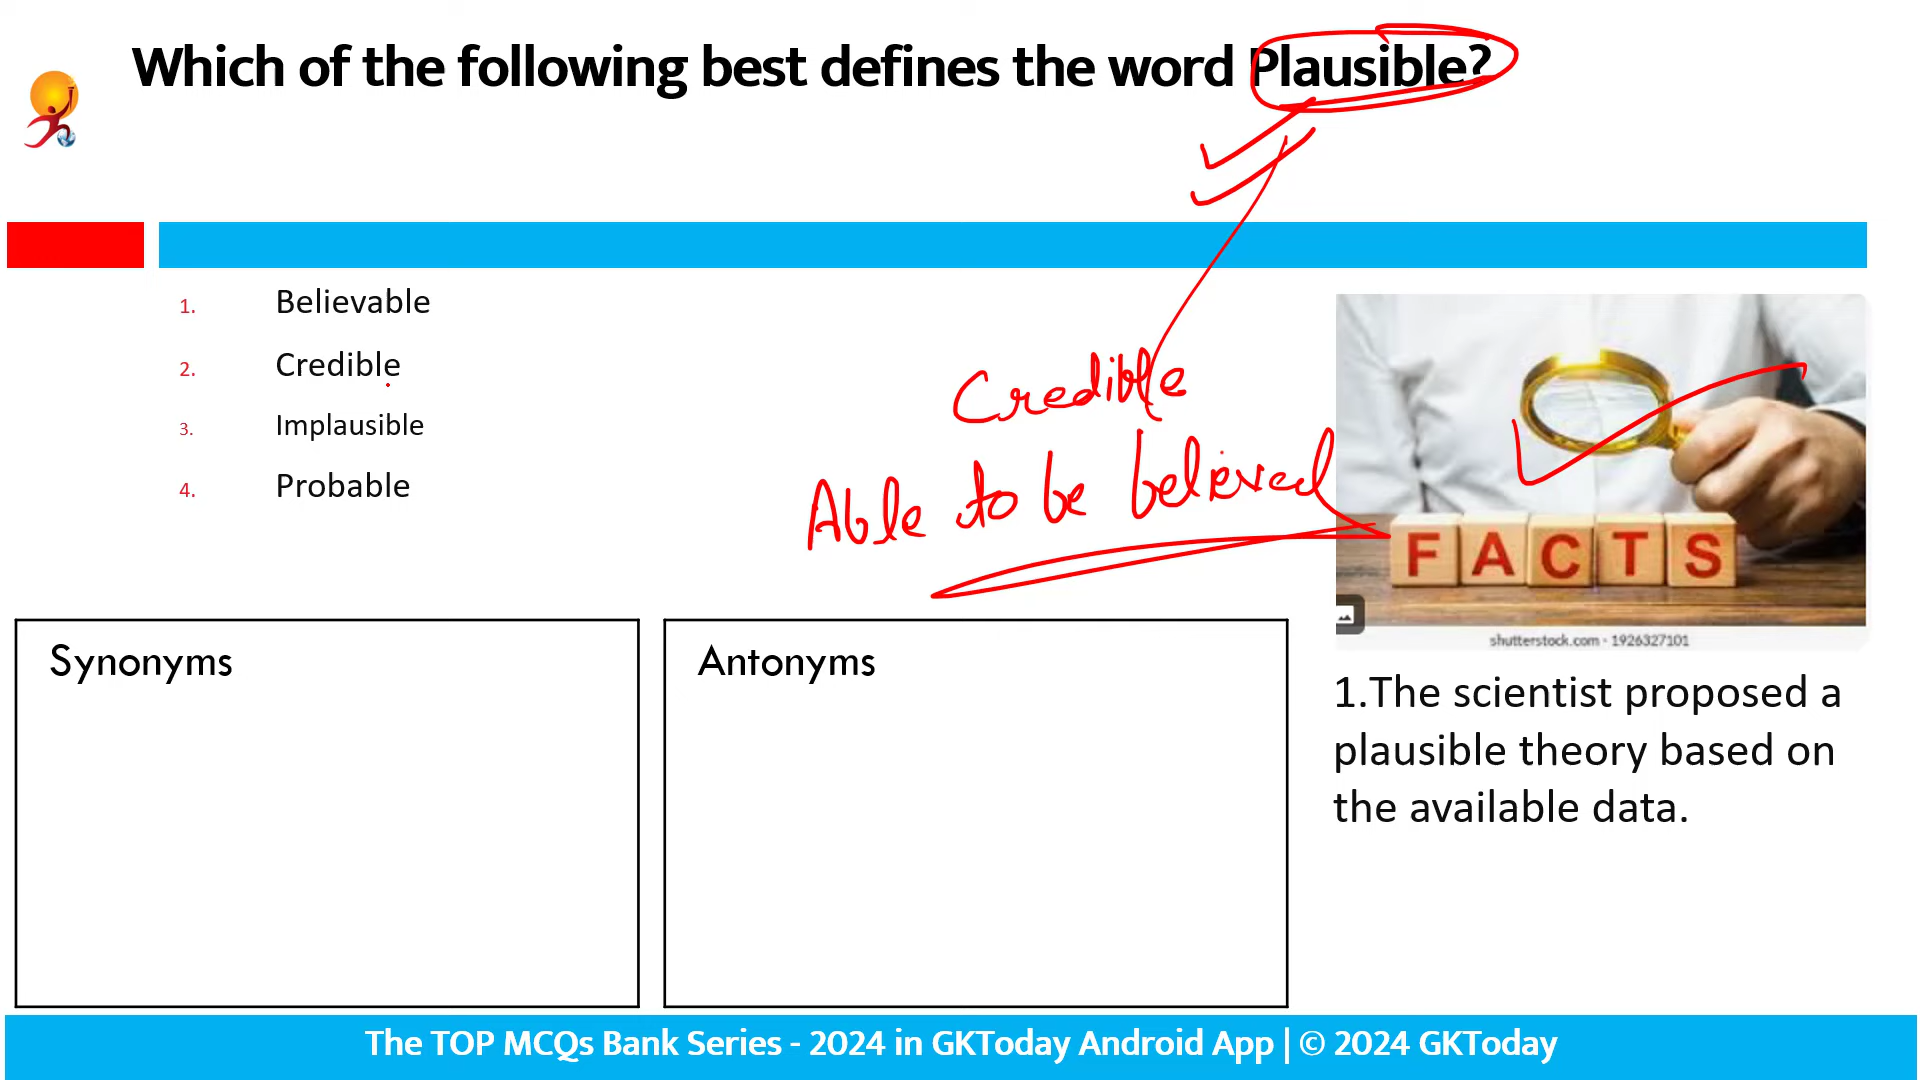 Which of the following best defines the word Plausible?
1. Believable
2. Credible
3. Implausible
4. Probable
Credible
Able to be believed
FACTS
shutterstock.com · 1926327101
Synonyms
Antonyms
1.The scientist proposed a
plausible theory based on
the available data.
The TOP MCQs Bank Series - 2024 in GKToday Android App | © 2024 GKToday